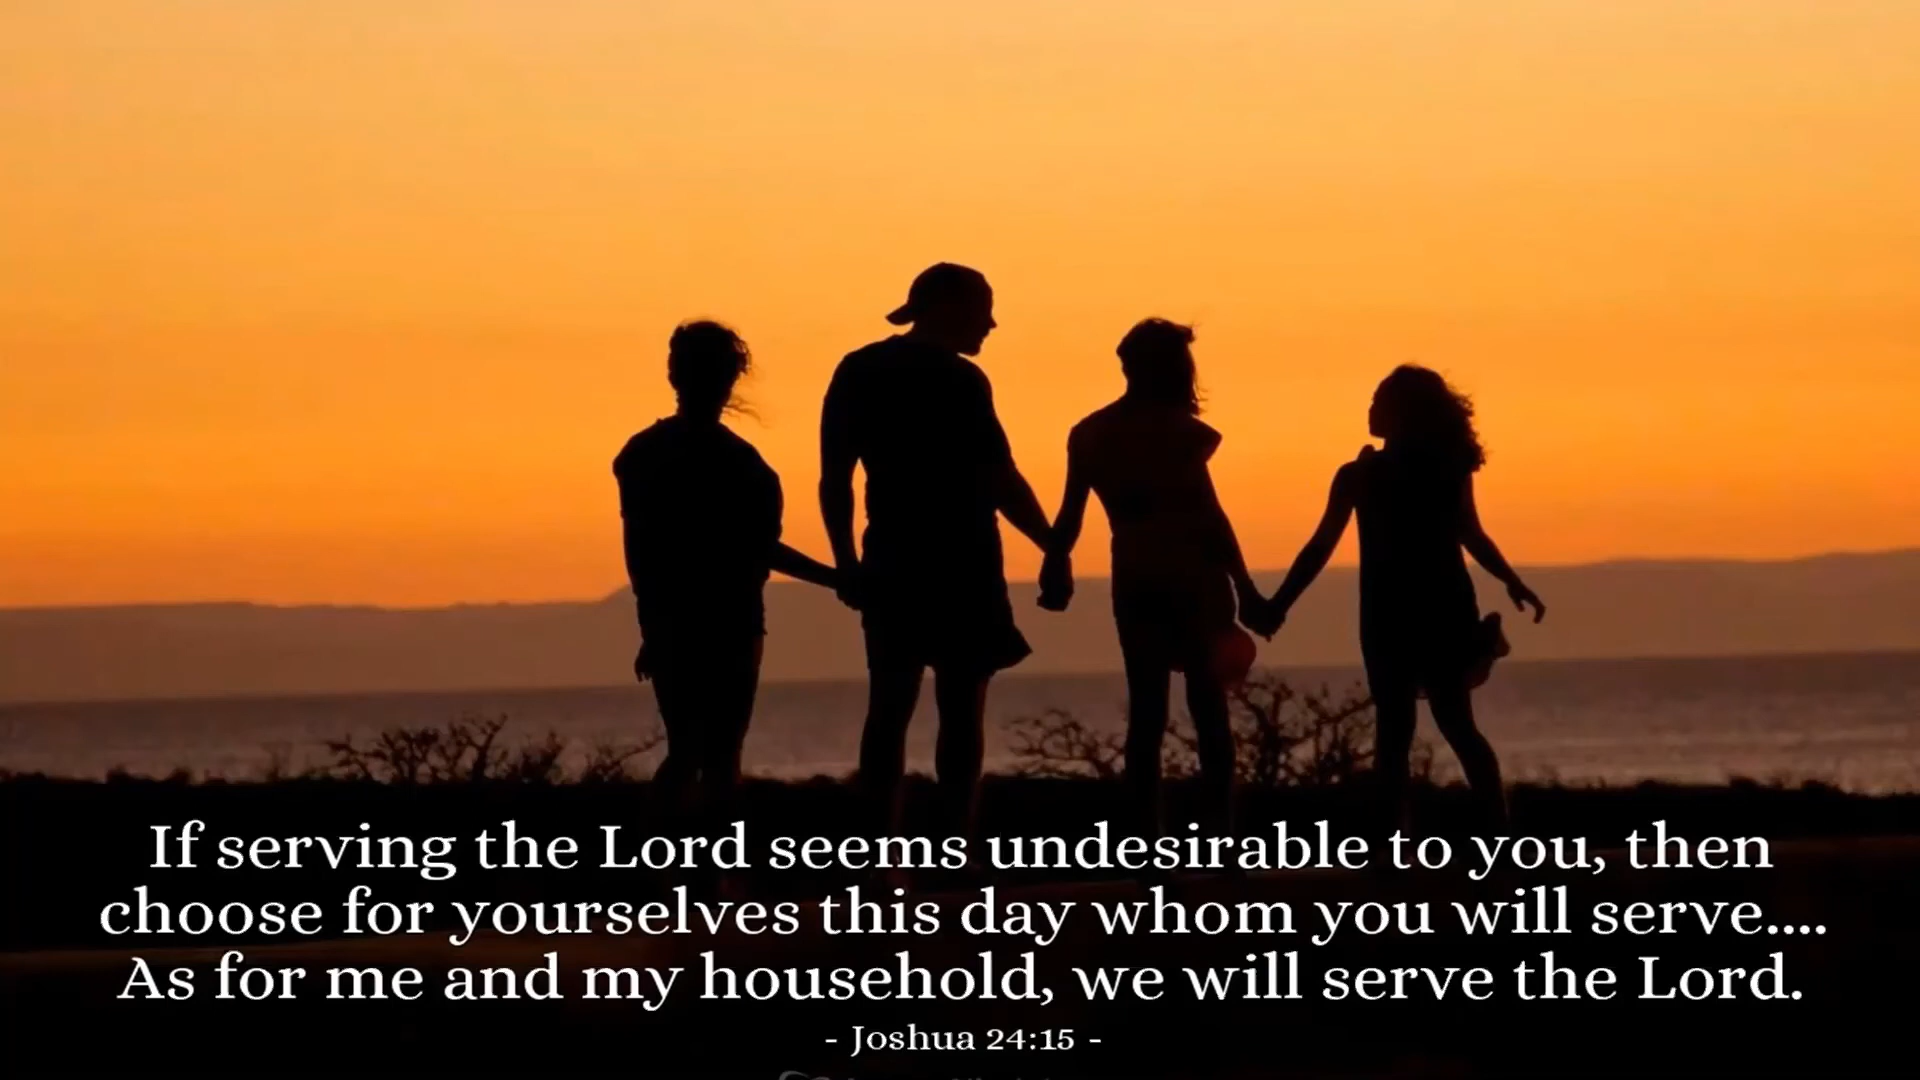 If serving the Lord seems undesirable to you, then
choose for yourselves this day whom you will serve....
As for me and my household, we will serve the Lord.
- Joshua 24:15 -